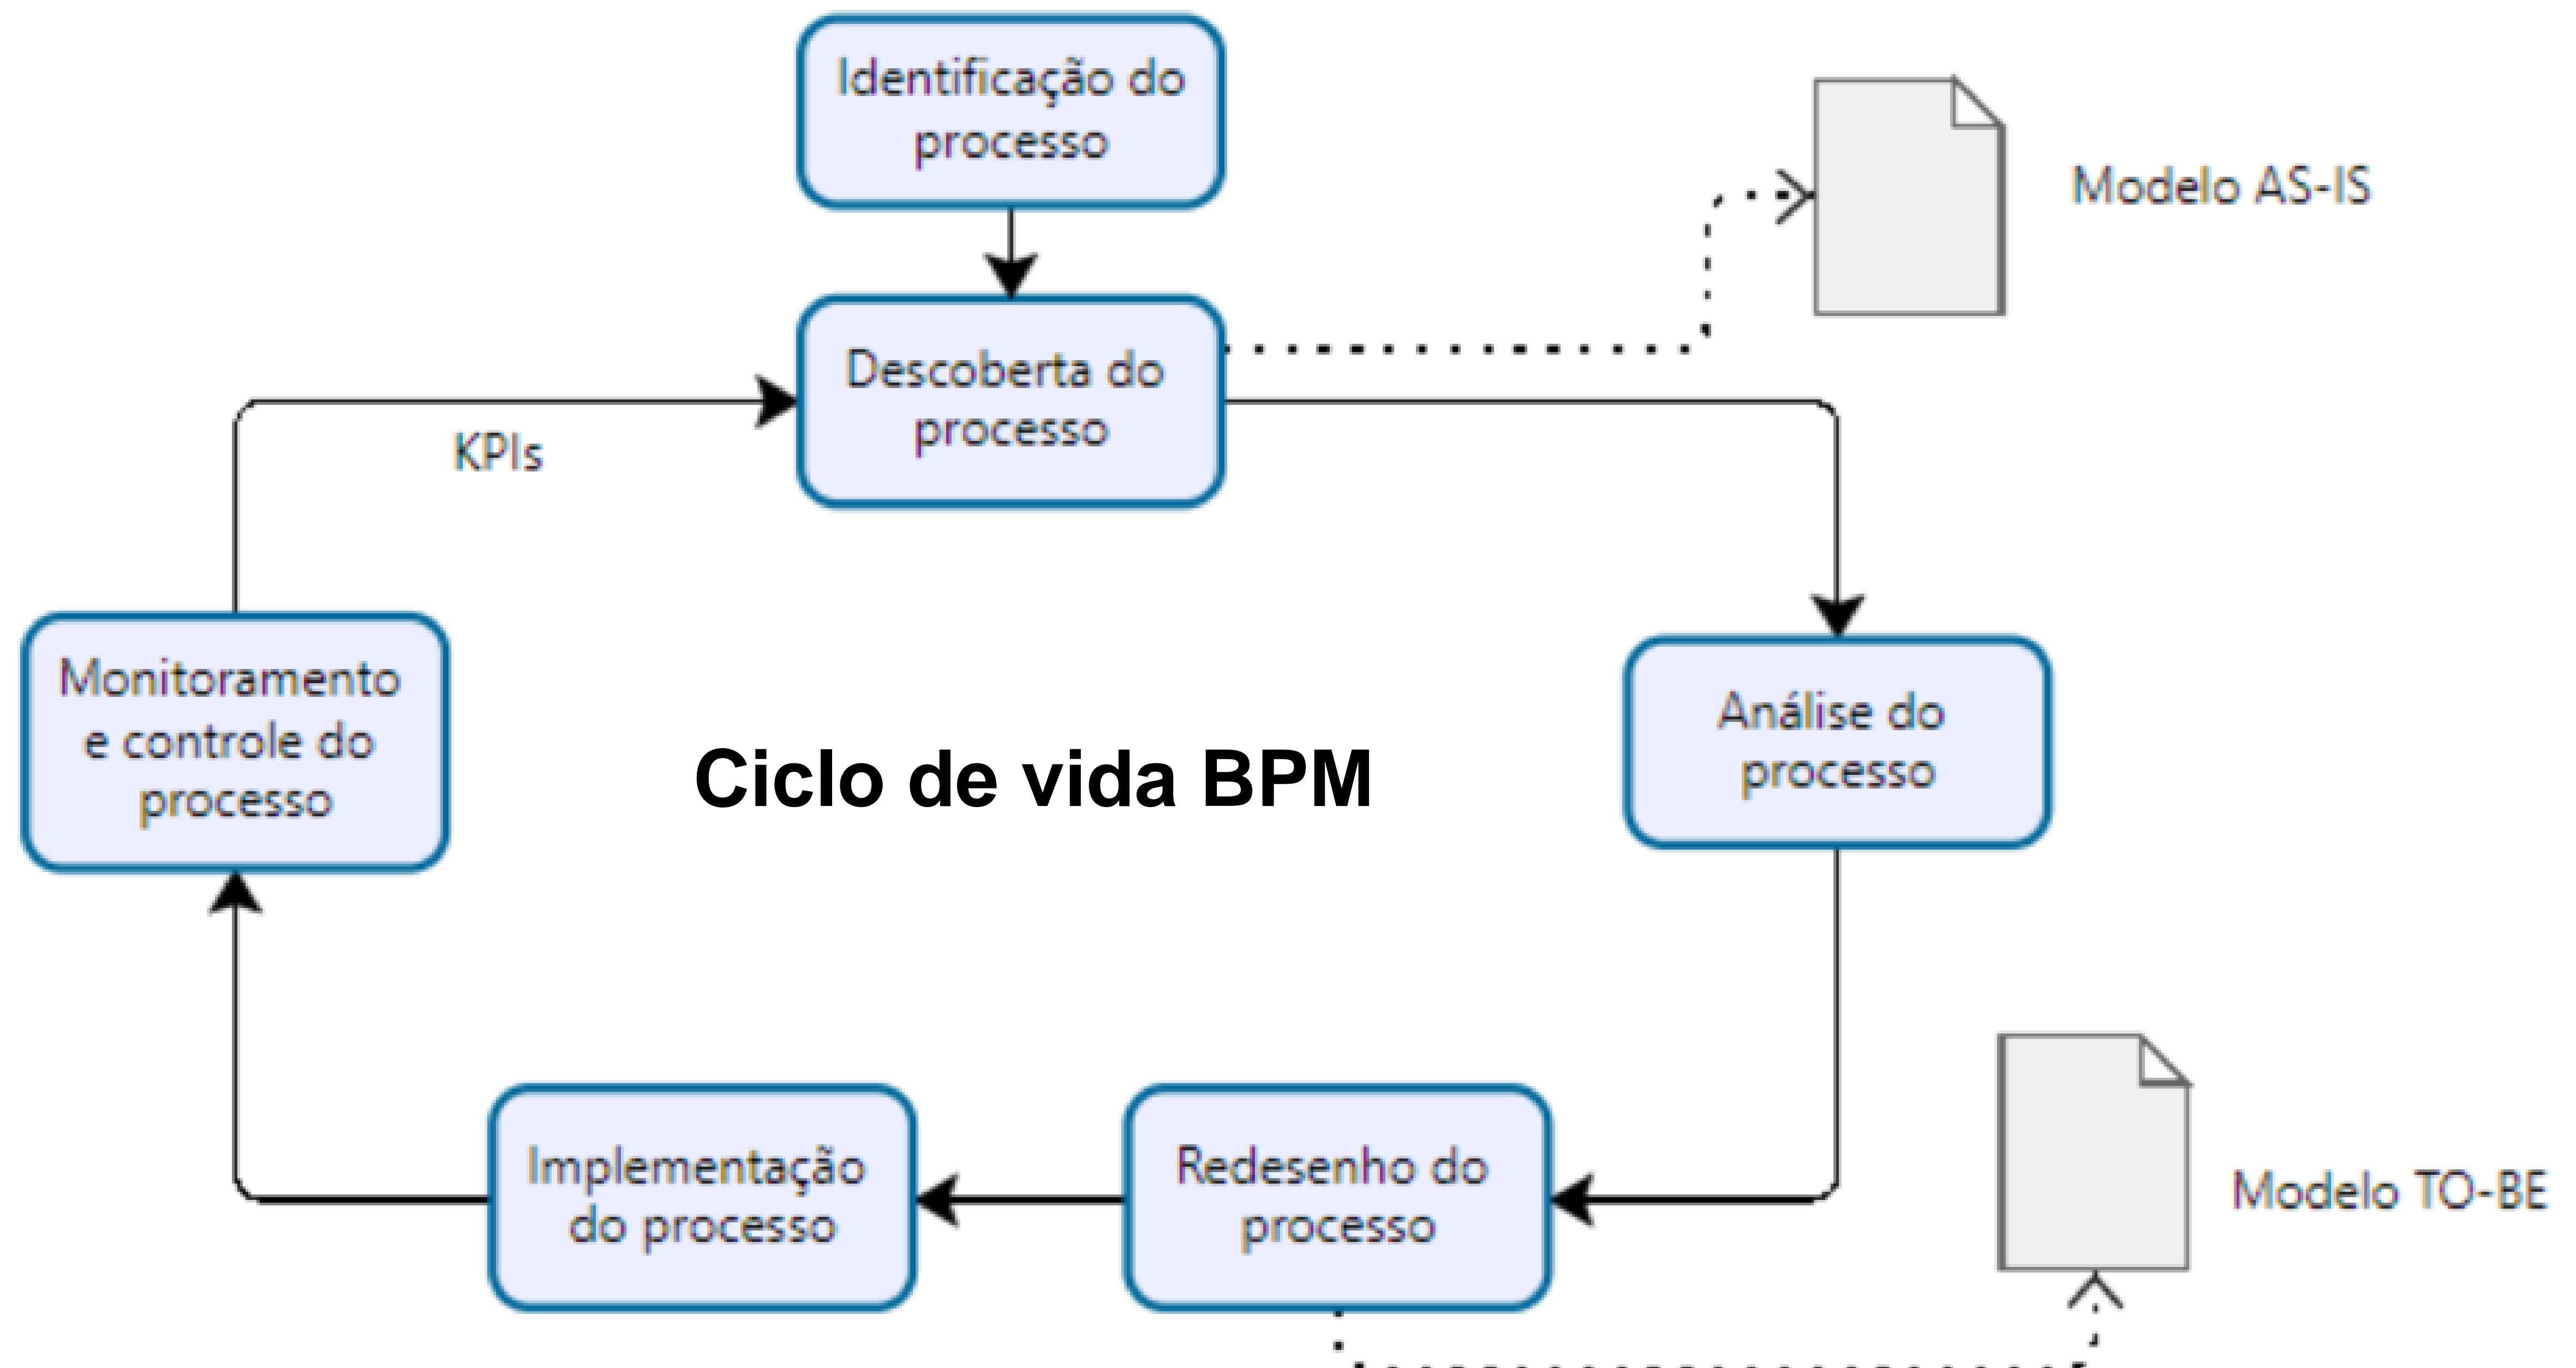 Identificação do
processo
Modelo AS-IS
Descoberta do
processo
KPIs
Monitoramento
e controle do
processo
Ciclo de vida BPM
Análise do
processo
Implementação
do processo
Redesenho do
processo
Modelo TO-BE